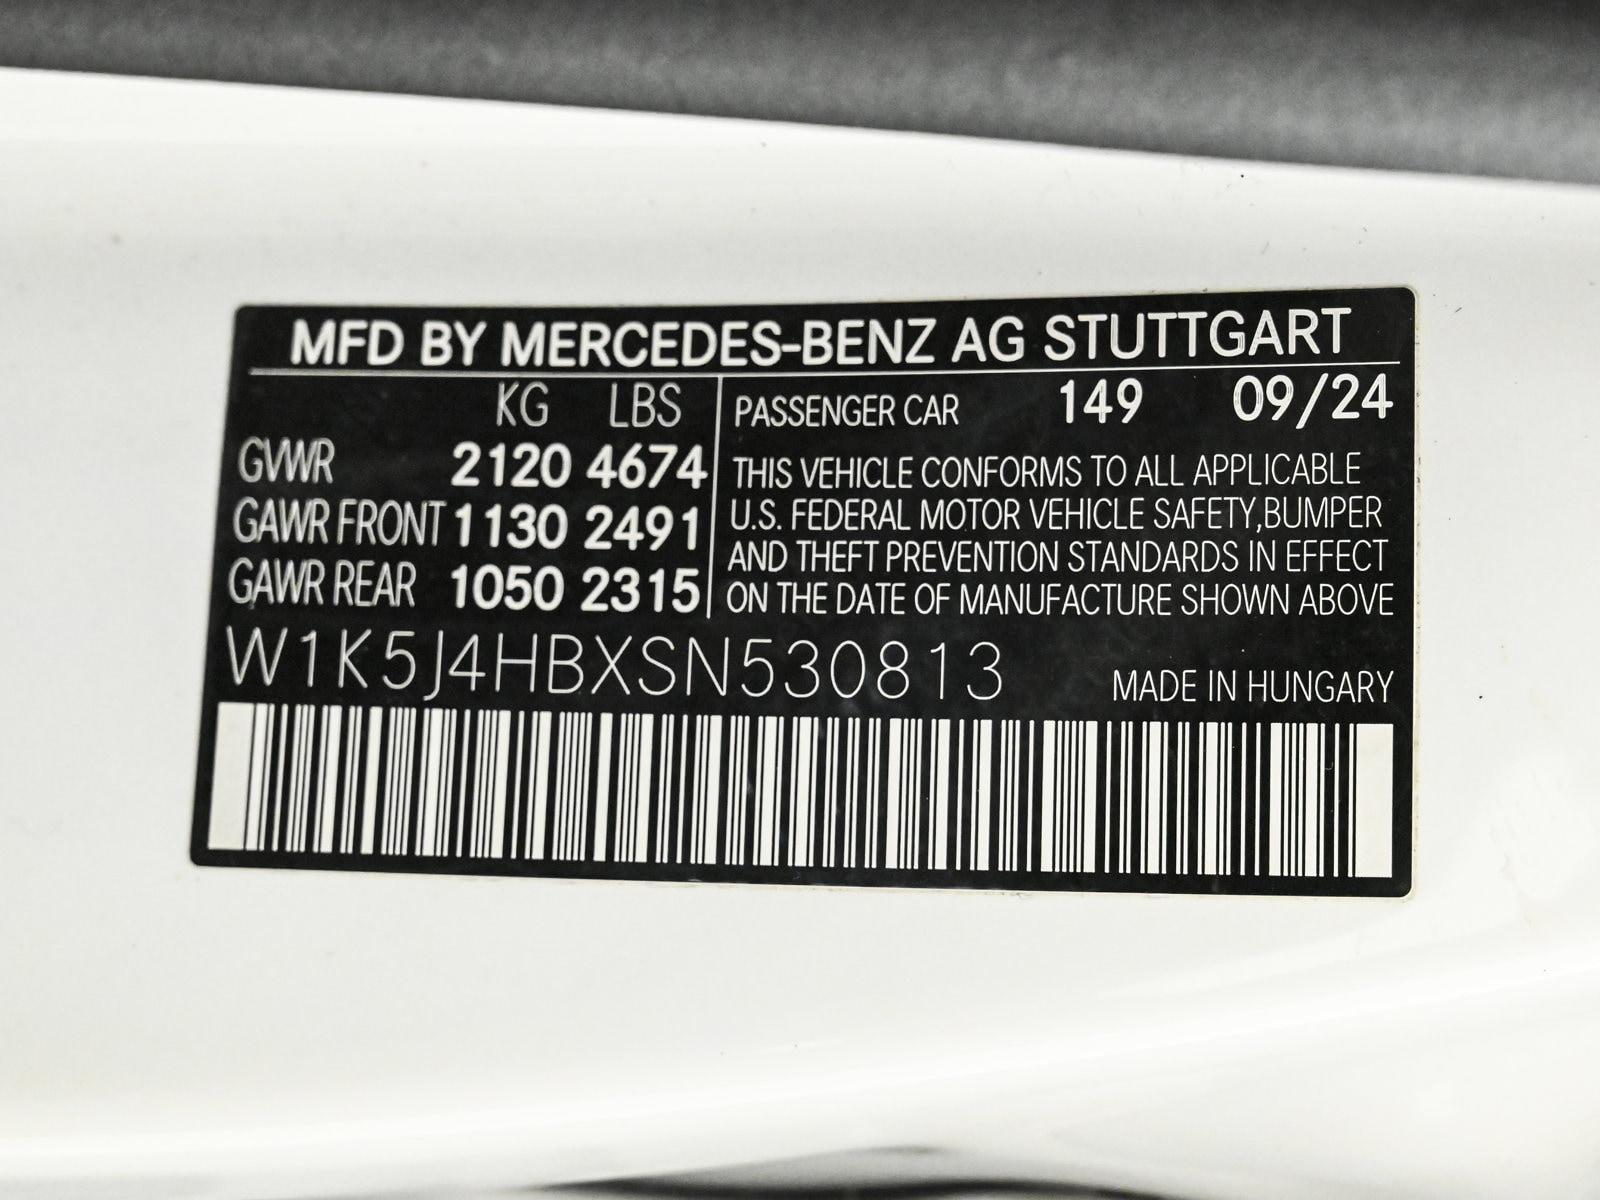 MFD BY MERCEDES-BENZ AG STUTTGART
KG LBS
GVWR 2120 4674
GAWR FRONT 1130 2491
GAWR REAR 1050 2315
PASSENGER CAR 149 09/24
THIS VEHICLE CONFORMS TO ALL APPLICABLE
U.S. FEDERAL MOTOR VEHICLE SAFETY,BUMPER
AND THEFT PREVENTION STANDARDS IN EFFECT
ON THE DATE OF MANUFACTURE SHOWN ABOVE
W1K5J4HBXSN530813
MADE IN HUNGARY